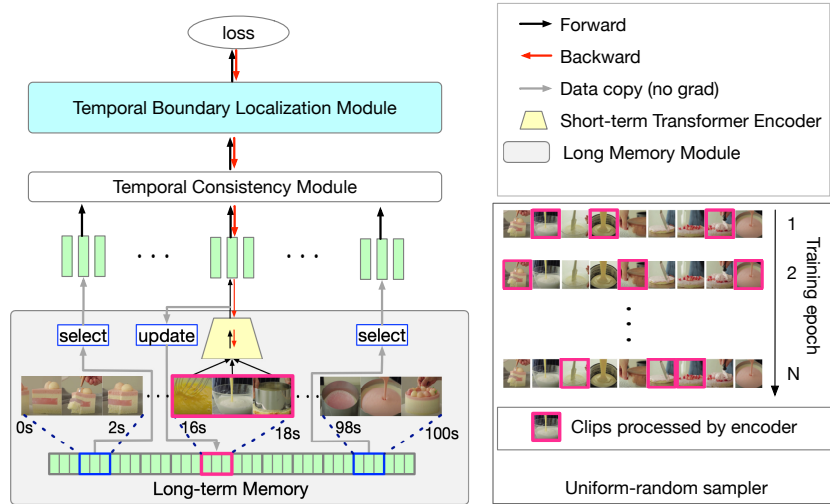 loss
Temporal Boundary Localization Module
Temporal Consistency Module
. . .
. . .
select
update
select
...
...
0s
2s
16s
18s
98s
100s
Long-term Memory
Forward
Backward
Data copy (no grad)
Short-term Transformer Encoder
Long Memory Module
1
2
N
Training epoch
Clips processed by encoder
Uniform-random sampler